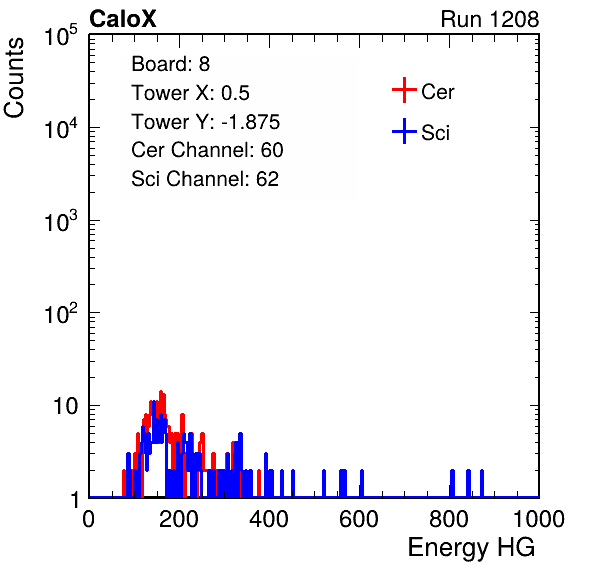 CaloX Run 1208
Counts
10^5
10^4
10^3
10^2
10
1
Board: 8
Tower X: 0.5
Tower Y: -1.875
Cer Channel: 60
Sci Channel: 62
Cer
Sci
0 200 400 600 800 1000
Energy HG